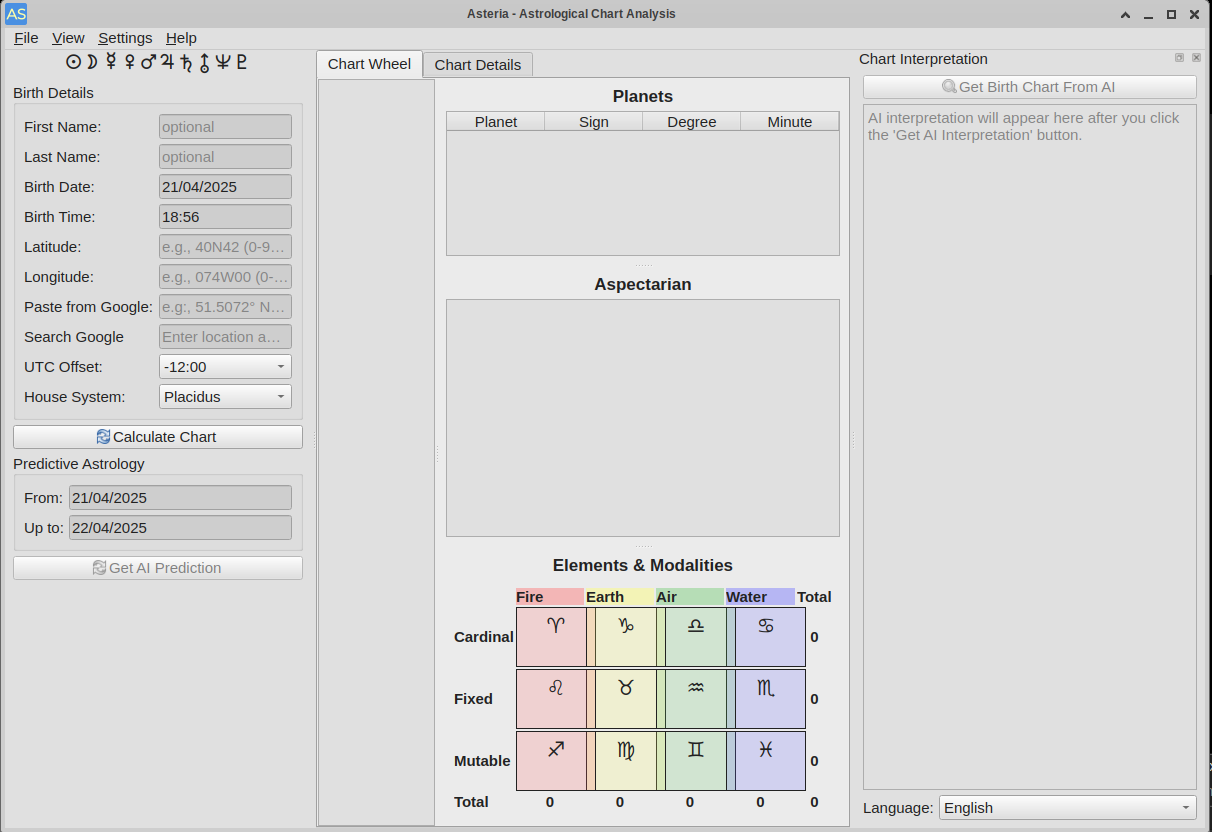 AS Asteria - Astrological Chart Analysis
File View Settings Help
☉☽☿♀♂♃♄⛢♆♇
Birth Details
First Name: optional
Last Name: optional
Birth Date: 21/04/2025
Birth Time: 18:56
Latitude: e.g., 40N42 (0-9…
Longitude: e.g., 074W00 (0-…
Paste from Google: e.g:, 51.5072° N…
Search Google Enter location a…
UTC Offset: -12:00
House System: Placidus
Calculate Chart
Predictive Astrology
From: 21/04/2025
Up to: 22/04/2025
Get AI Prediction
Chart Wheel Chart Details
Planets
Planet Sign Degree Minute
Aspectarian
Elements & Modalities
Fire Earth Air Water Total
Cardinal ♈ ♑ ♎ ♋ 0
Fixed ♌ ♉ ♒ ♏ 0
Mutable ♐ ♍ ♊ ♓ 0
Total 0 0 0 0 0
Chart Interpretation
Get Birth Chart From AI
AI interpretation will appear here after you click
the 'Get AI Interpretation' button.
Language: English